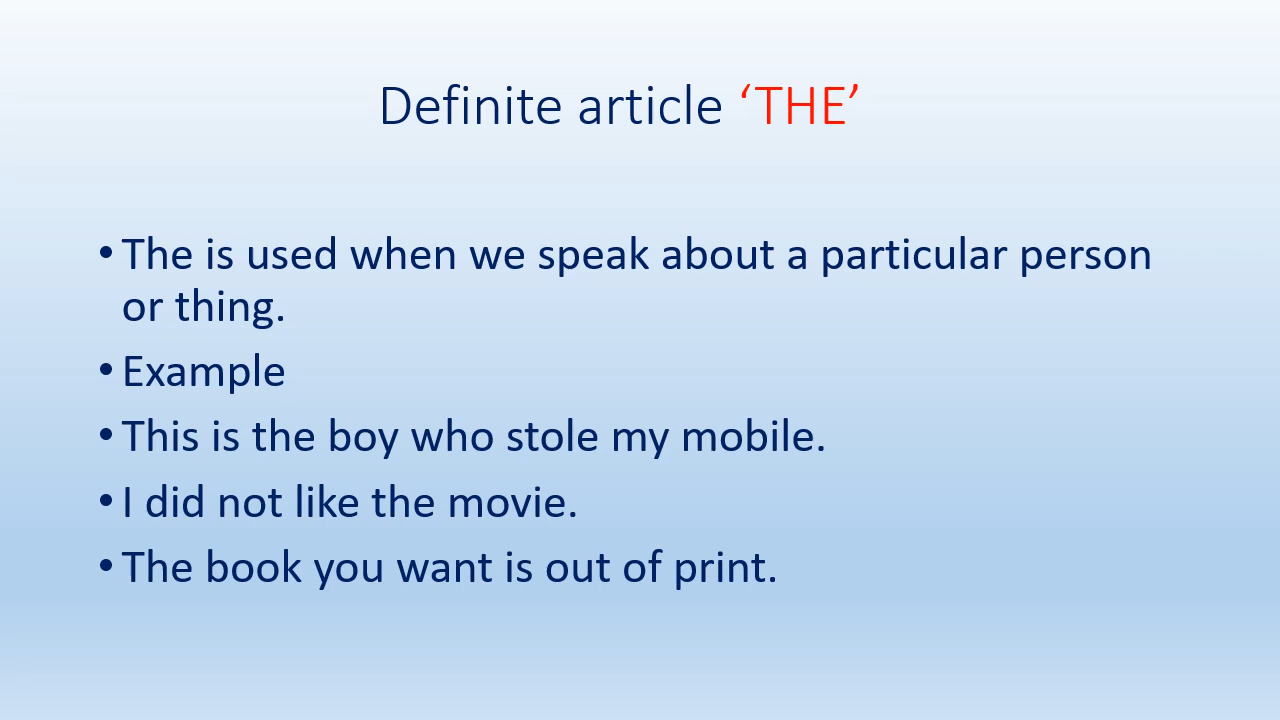 Definite article ‘THE’
•The is used when we speak about a particular person
or thing.
•Example
•This is the boy who stole my mobile.
•I did not like the movie.
•The book you want is out of print.